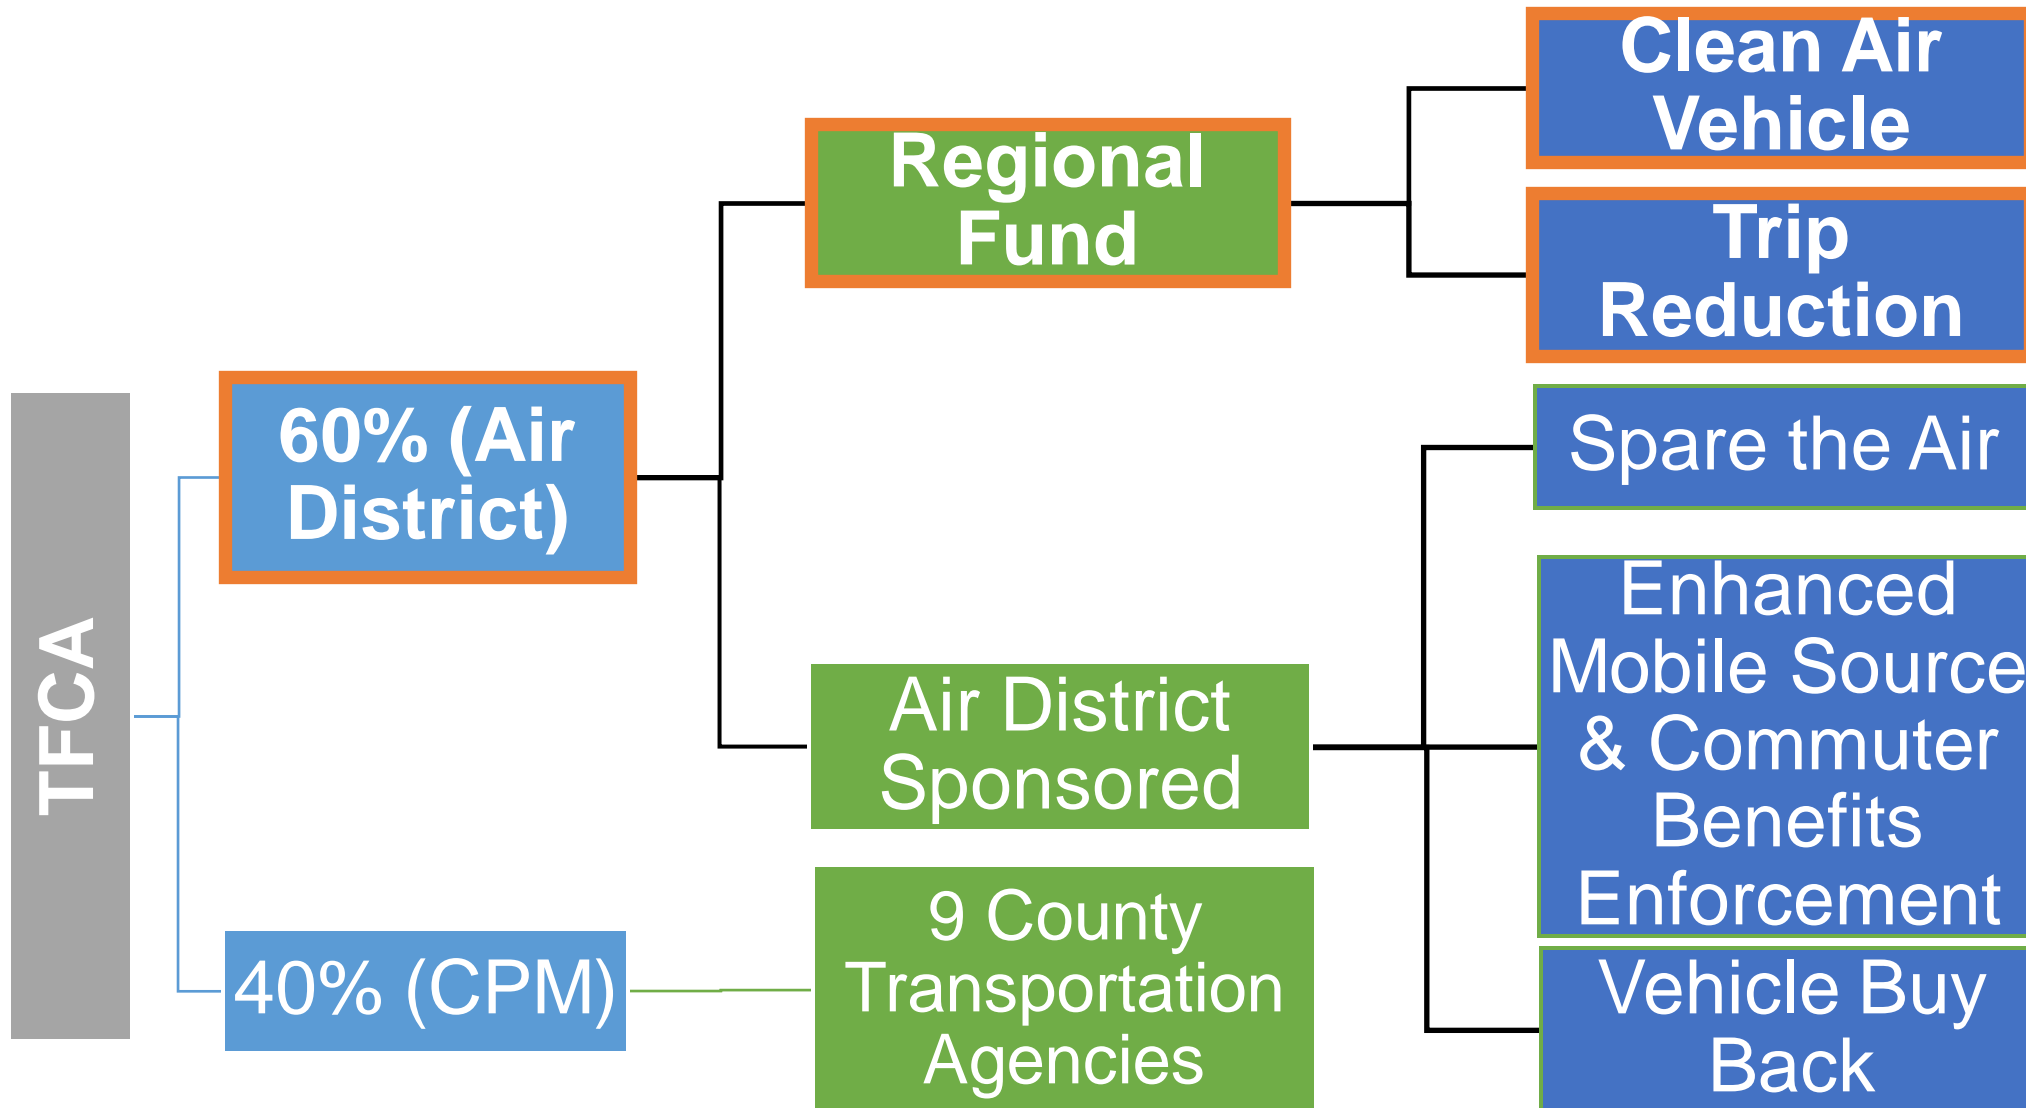 TFCA
60% (Air
District)
40% (CPM)
Regional
Fund
Air District
Sponsored
9 County
Transportation
Agencies
Clean Air
Vehicle
Trip
Reduction
Spare the Air
Enhanced
Mobile Source
& Commuter
Benefits
Enforcement
Vehicle Buy
Back